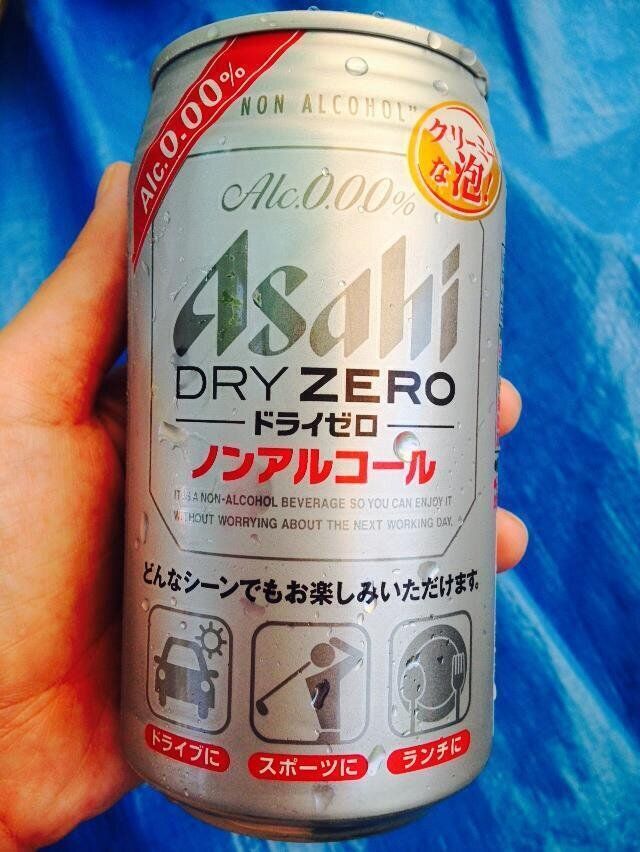 Alc.0.00%
NON ALCOHOL
クリーミー
な泡!
Alc.0.00%
Asahi
DRY ZERO
ドライゼロ
ノンアルコール
IT IS A NON-ALCOHOL BEVERAGE SO YOU CAN ENJOY IT
WITHOUT WORRYING ABOUT THE NEXT WORKING DAY.
どんなシーンでもお楽しみいただけます。
ドライブに
スポーツに
ランチに